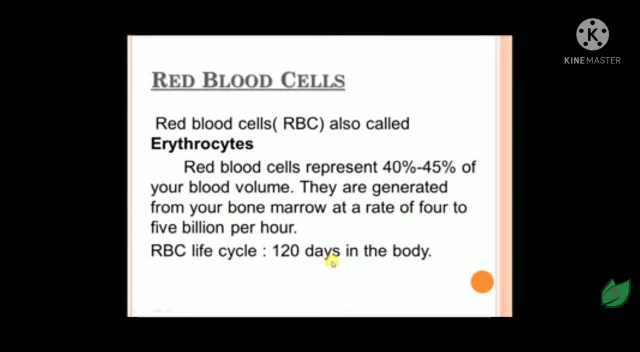 K
KINEMASTER
RED BLOOD CELLS
Red blood cells( RBC) also called
Erythrocytes
Red blood cells represent 40%-45% of
your blood volume. They are generated
from your bone marrow at a rate of four to
five billion per hour.
RBC life cycle : 120 days in the body.